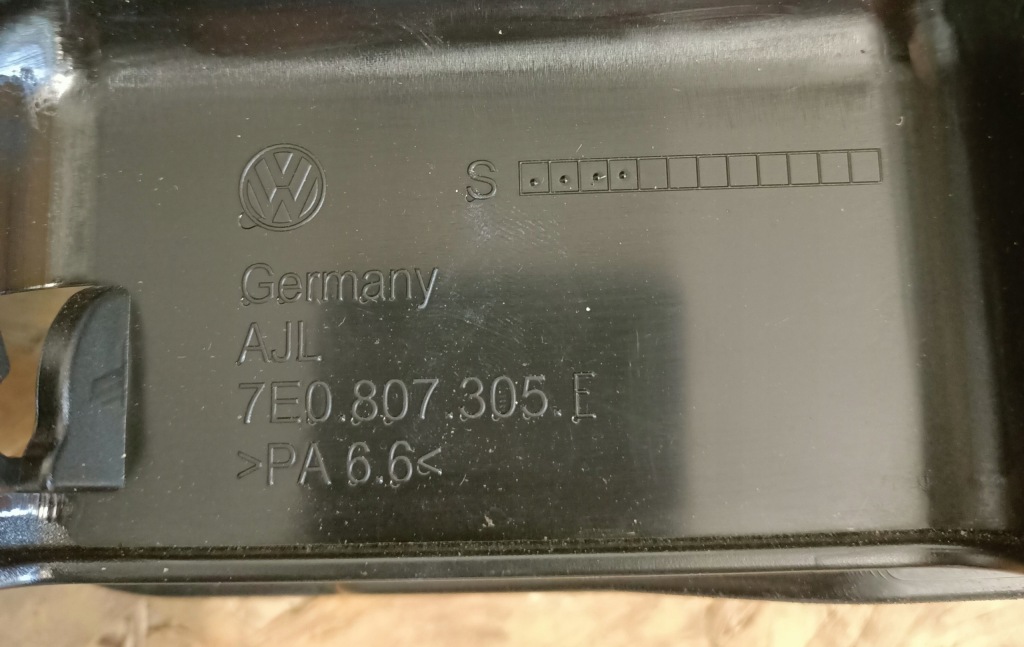 S
Germany
AJL
7E0.807.305.E
>PA 6.6<